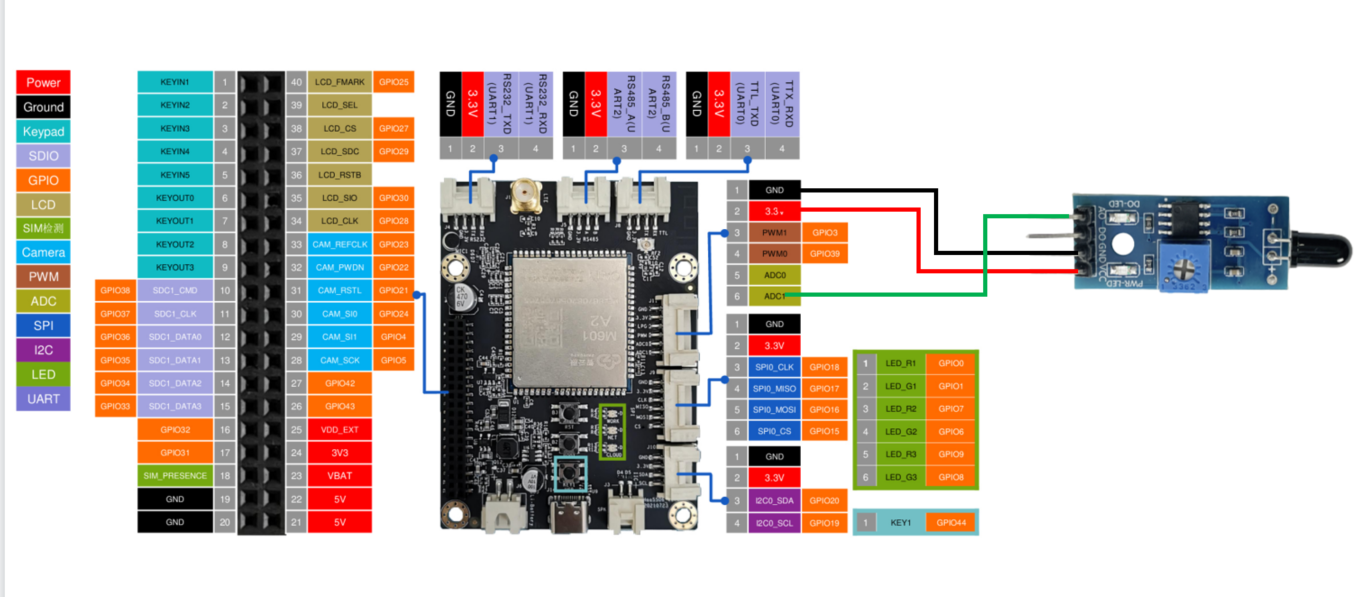 Power
Ground
Keypad
SDIO
GPIO
LCD
SIM检测
Camera
PWM
ADC
SPI
I2C
LED
UART
KEYIN1 1 40 LCD_FMARK GPIO25
KEYIN2 2 39 LCD_SEL
KEYIN3 3 38 LCD_CS GPIO27
KEYIN4 4 37 LCD_SDC GPIO29
KEYIN5 5 36 LCD_RSTB
KEYOUT0 6 35 LCD_SIO GPIO30
KEYOUT1 7 34 LCD_CLK GPIO28
KEYOUT2 8 33 CAM_REFCLK GPIO23
KEYOUT3 9 32 CAM_PWDN GPIO22
GPIO38 SDC1_CMD 10 31 CAM_RSTL GPIO21
GPIO37 SDC1_CLK 11 30 CAM_SI0 GPIO24
GPIO36 SDC1_DATA0 12 29 CAM_SI1 GPIO4
GPIO35 SDC1_DATA1 13 28 CAM_SCK GPIO5
GPIO34 SDC1_DATA2 14 27 GPIO42
GPIO33 SDC1_DATA3 15 26 GPIO43
GPIO32 16 25 VDD_EXT
GPIO31 17 24 3V3
SIM_PRESENCE 18 23 VBAT
GND 19 22 5V
GND 20 21 5V
GND
3.3V
RS232_TXD
(UART1)
RS232_RXD
(UART1)
1 2 3 4
GND
3.3V
RS485_A(U
ART2)
RS485_B(U
ART2)
1 2 3 4
GND
3.3V
TTL_TXD
(UART0)
TTX_RXD
(UART0)
1 2 3 4
RS232
RS485
TTL
M601
A2
WORK
NET
CLOUD
1 GND
2 3.3v
3 PWM1 GPIO3
4 PWM0 GPIO39
5 ADC0
6 ADC1
1 GND
2 3.3V
3 SPI0_CLK GPIO18
4 SPI0_MISO GPIO17
5 SPI0_MOSI GPIO16
6 SPI0_CS GPIO15
1 GND
2 3.3V
3 I2C0_SDA GPIO20
4 I2C0_SCL GPIO19
1 LED_R1 GPIO0
2 LED_G1 GPIO1
3 LED_R2 GPIO7
4 LED_G2 GPIO6
5 LED_R3 GPIO9
6 LED_G3 GPIO8
1 KEY1 GPIO44
DO-LED
AO DO GND VCC
PWR-LED